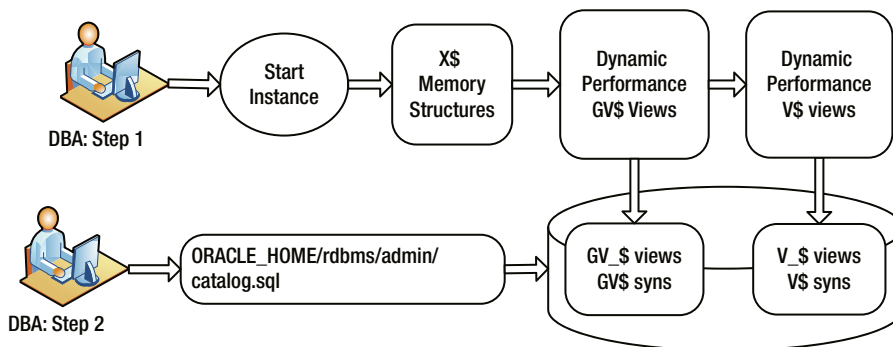 DBA: Step 1
Start
Instance
X$
Memory
Structures
Dynamic
Performance
GV$ Views
Dynamic
Performance
V$ views
DBA: Step 2
ORACLE_HOME/rdbms/admin/
catalog.sql
GV_$ views
GV$ syns
V_$ views
V$ syns